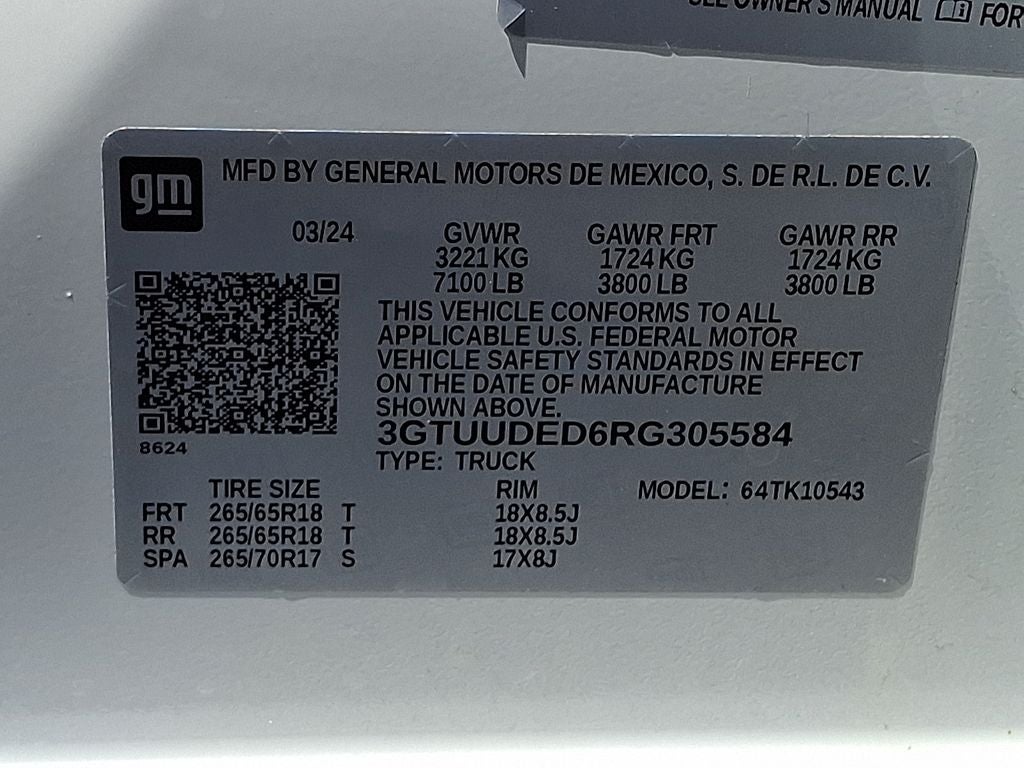 SEE OWNER'S MANUAL FOR
gm
MFD BY GENERAL MOTORS DE MEXICO, S. DE R.L. DE C.V.
03/24 GVWR GAWR FRT GAWR RR
3221 KG 1724 KG 1724 KG
7100 LB 3800 LB 3800 LB
THIS VEHICLE CONFORMS TO ALL
APPLICABLE U.S. FEDERAL MOTOR
VEHICLE SAFETY STANDARDS IN EFFECT
ON THE DATE OF MANUFACTURE
SHOWN ABOVE.
3GTUUDED6RG305584
8624
TYPE: TRUCK
TIRE SIZE RIM MODEL: 64TK10543
FRT 265/65R18 T 18X8.5J
RR 265/65R18 T 18X8.5J
SPA 265/70R17 S 17X8J